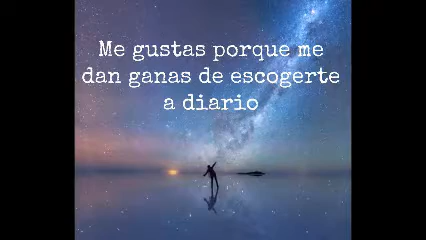 Me gustas porque me
dan ganas de escogerte
a diario